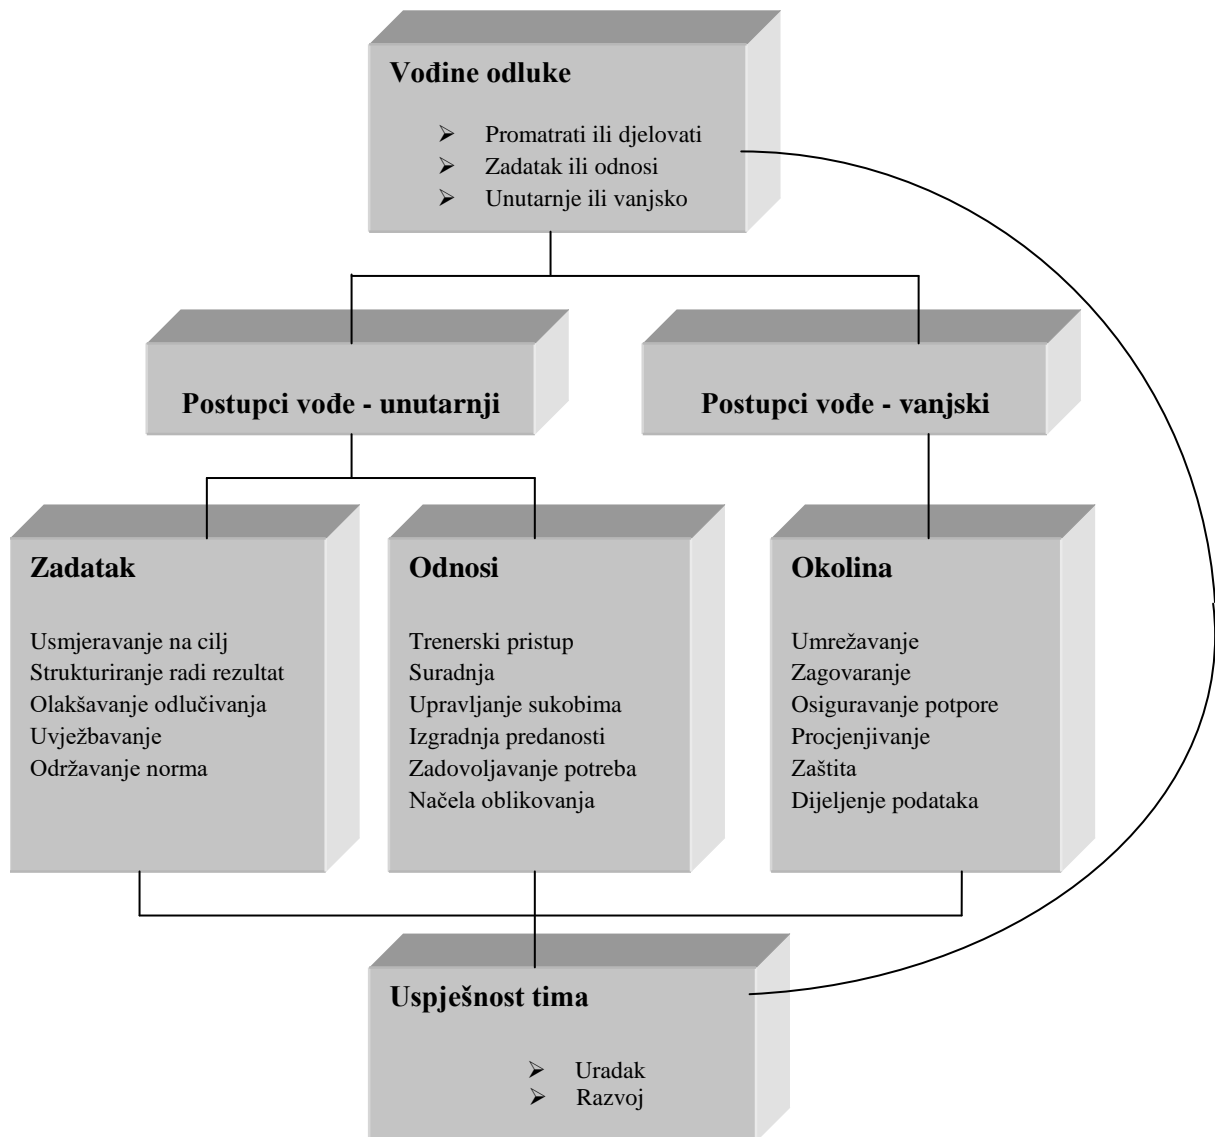 Vođine odluke
➢ Promatrati ili djelovati
➢ Zadatak ili odnosi
➢ Unutarnje ili vanjsko
Postupci vođe - unutarnji
Postupci vođe - vanjski
Zadatak
Usmjeravanje na cilj
Strukturiranje radi rezultat
Olakšavanje odlučivanja
Uvježbavanje
Održavanje norma
Odnosi
Trenerski pristup
Suradnja
Upravljanje sukobima
Izgradnja predanosti
Zadovoljavanje potreba
Načela oblikovanja
Okolina
Umrežavanje
Zagovaranje
Osiguravanje potpore
Procjenjivanje
Zaštita
Dijeljenje podataka
Uspješnost tima
➢ Uradak
➢ Razvoj